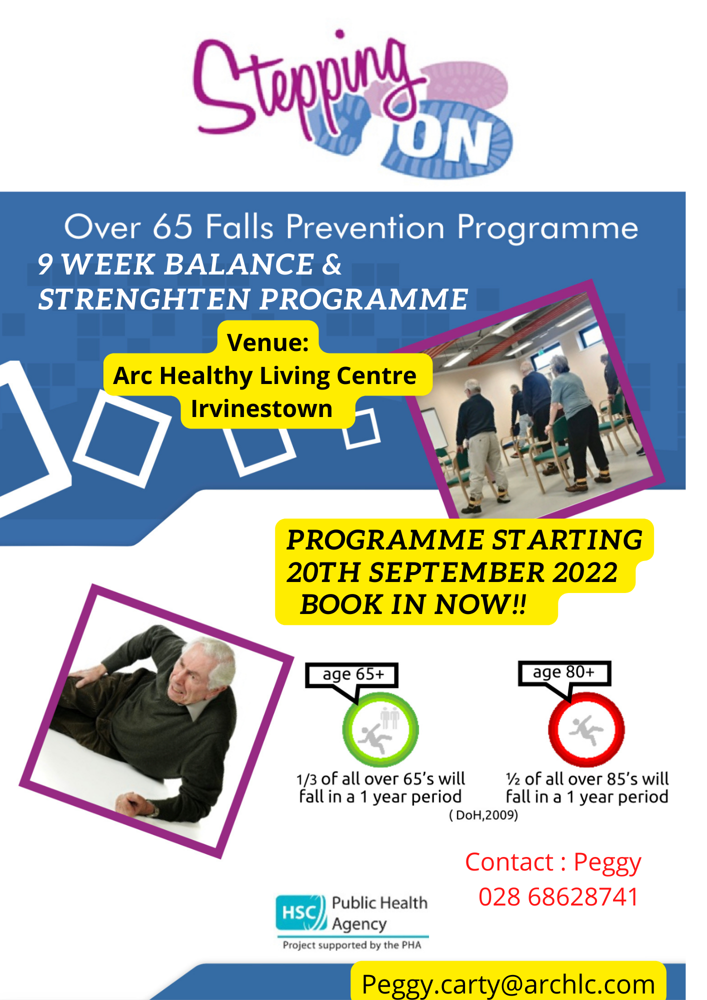 Stepping
ON
Over 65 Falls Prevention Programme
9 WEEK BALANCE &
STRENGHTEN PROGRAMME
Venue:
Arc Healthy Living Centre
Irvinestown
PROGRAMME STARTING
20TH SEPTEMBER 2022
BOOK IN NOW!!
age 65+
1/3 of all over 65’s will
fall in a 1 year period
age 80+
½ of all over 85’s will
fall in a 1 year period
( DoH,2009)
Contact : Peggy
028 68628741
HSC Public Health
Agency
Project supported by the PHA
Peggy.carty@archlc.com